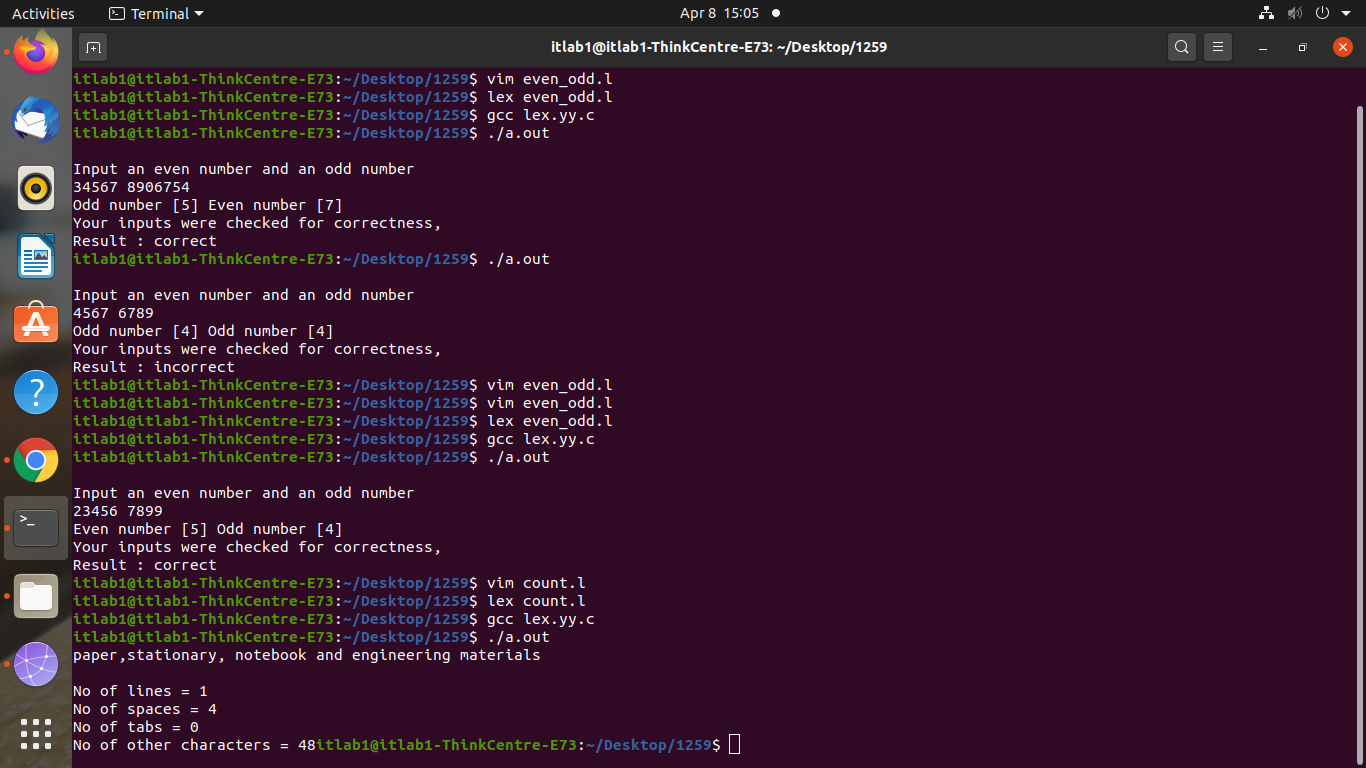 Activities Terminal Apr 8 15:05
itlab1@itlab1-ThinkCentre-E73: ~/Desktop/1259
itlab1@itlab1-ThinkCentre-E73:~/Desktop/1259$ vim even_odd.l
itlab1@itlab1-ThinkCentre-E73:~/Desktop/1259$ lex even_odd.l
itlab1@itlab1-ThinkCentre-E73:~/Desktop/1259$ gcc lex.yy.c
itlab1@itlab1-ThinkCentre-E73:~/Desktop/1259$ ./a.out
Input an even number and an odd number
34567 8906754
Odd number [5] Even number [7]
Your inputs were checked for correctness,
Result : correct
itlab1@itlab1-ThinkCentre-E73:~/Desktop/1259$ ./a.out
Input an even number and an odd number
4567 6789
Odd number [4] Odd number [4]
Your inputs were checked for correctness,
Result : incorrect
itlab1@itlab1-ThinkCentre-E73:~/Desktop/1259$ vim even_odd.l
itlab1@itlab1-ThinkCentre-E73:~/Desktop/1259$ vim even_odd.l
itlab1@itlab1-ThinkCentre-E73:~/Desktop/1259$ lex even_odd.l
itlab1@itlab1-ThinkCentre-E73:~/Desktop/1259$ gcc lex.yy.c
itlab1@itlab1-ThinkCentre-E73:~/Desktop/1259$ ./a.out
Input an even number and an odd number
23456 7899
Even number [5] Odd number [4]
Your inputs were checked for correctness,
Result : correct
itlab1@itlab1-ThinkCentre-E73:~/Desktop/1259$ vim count.l
itlab1@itlab1-ThinkCentre-E73:~/Desktop/1259$ lex count.l
itlab1@itlab1-ThinkCentre-E73:~/Desktop/1259$ gcc lex.yy.c
itlab1@itlab1-ThinkCentre-E73:~/Desktop/1259$ ./a.out
paper,stationary, notebook and engineering materials
No of lines = 1
No of spaces = 4
No of tabs = 0
No of other characters = 48itlab1@itlab1-ThinkCentre-E73:~/Desktop/1259$